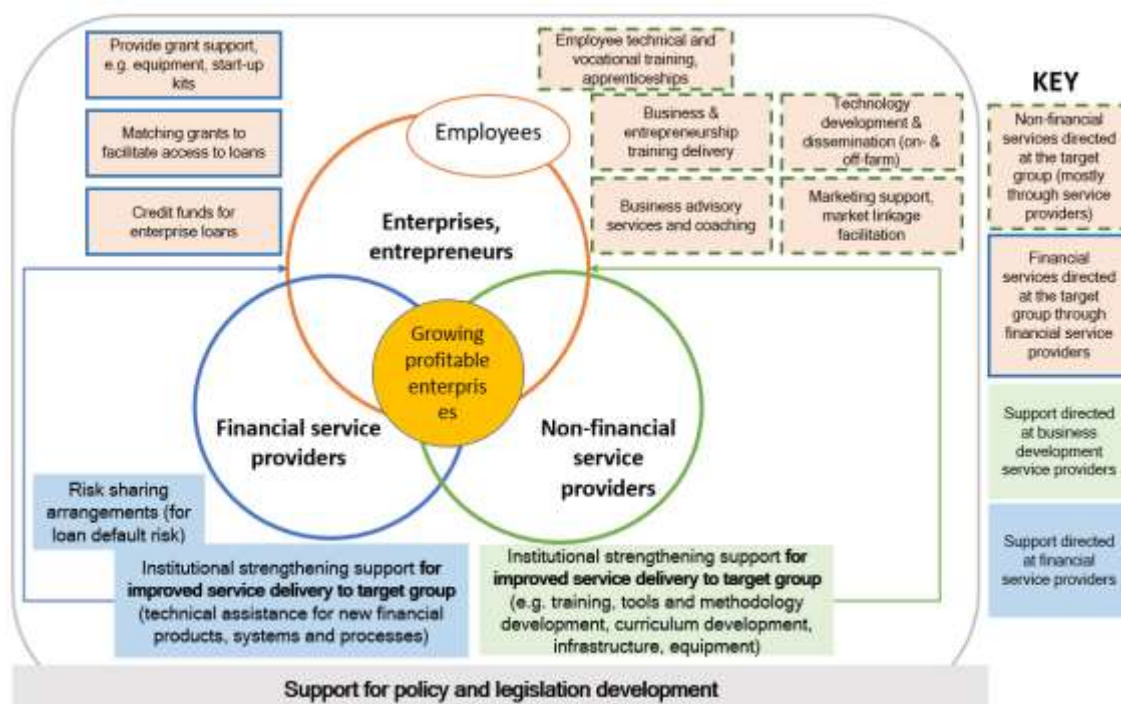 Provide grant support,
e.g. equipment, start-up
kits
Matching grants to
facilitate access to loans
Credit funds for
enterprise loans
Employee technical and
vocational training,
apprenticeships
Business &
entrepreneurship
training delivery
Technology
development &
dissemination (on- &
off-farm)
Business advisory
services and coaching
Marketing support,
market linkage
facilitation
Employees
Enterprises,
entrepreneurs
Growing
profitable
enterpris
es
Financial service
providers
Non-financial
service
providers
Risk sharing
arrangements (for
loan default risk)
Institutional strengthening support for
improved service delivery to target group
(technical assistance for new financial
products, systems and processes)
Institutional strengthening support for
improved service delivery to target group
(e.g. training, tools and methodology
development, curriculum development,
infrastructure, equipment)
Support for policy and legislation development
KEY
Non-financial
services directed
at the target
group (mostly
through service
providers)
Financial
services directed
at the target
group through
financial service
providers
Support directed
at business
development
service providers
Support directed
at financial
service providers